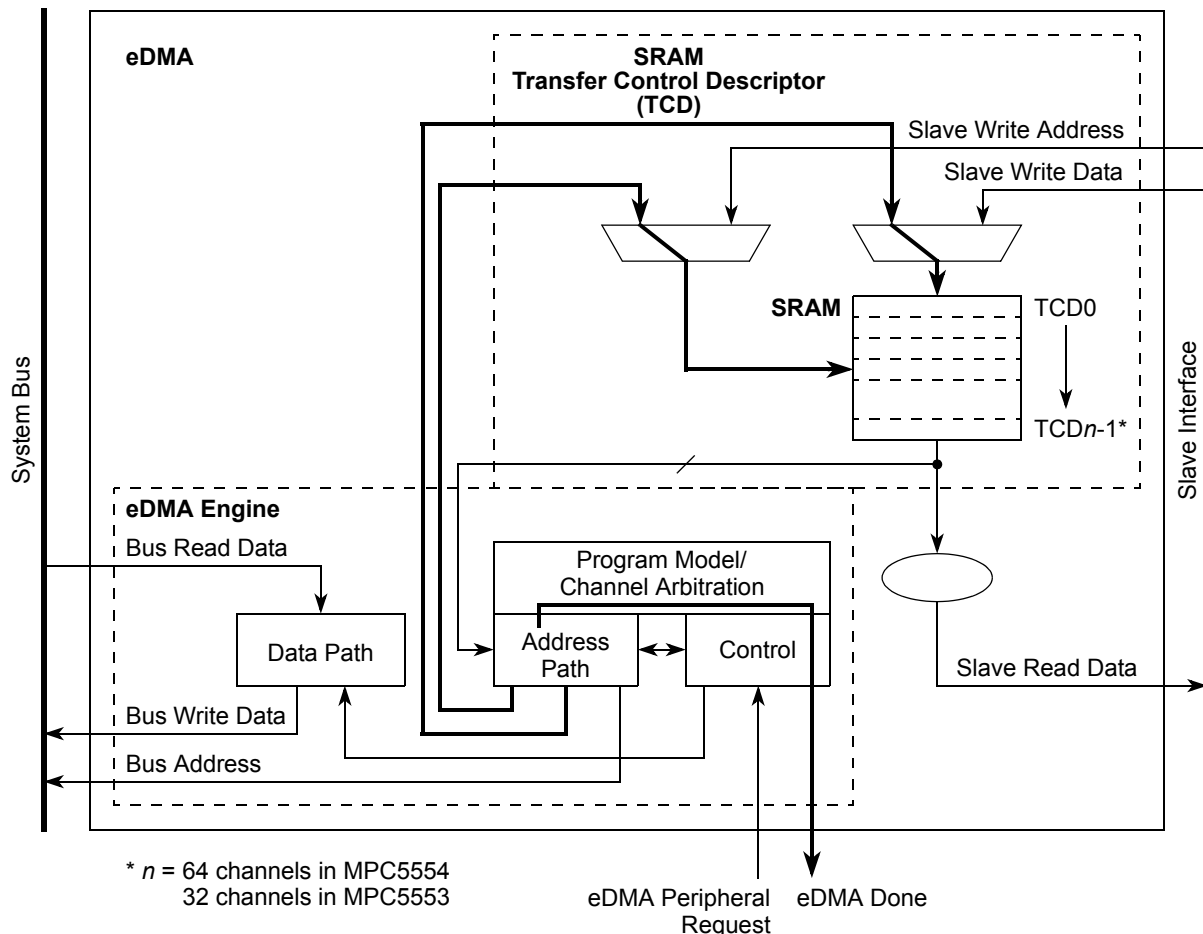 eDMA
SRAM
Transfer Control Descriptor
(TCD)
Slave Write Address
Slave Write Data
SRAM
TCD0
TCDn-1*
System Bus
Slave Interface
eDMA Engine
Bus Read Data
Program Model/
Channel Arbitration
Data Path
Address
Path
Control
Slave Read Data
Bus Write Data
Bus Address
* n = 64 channels in MPC5554
32 channels in MPC5553
eDMA Peripheral
Request
eDMA Done